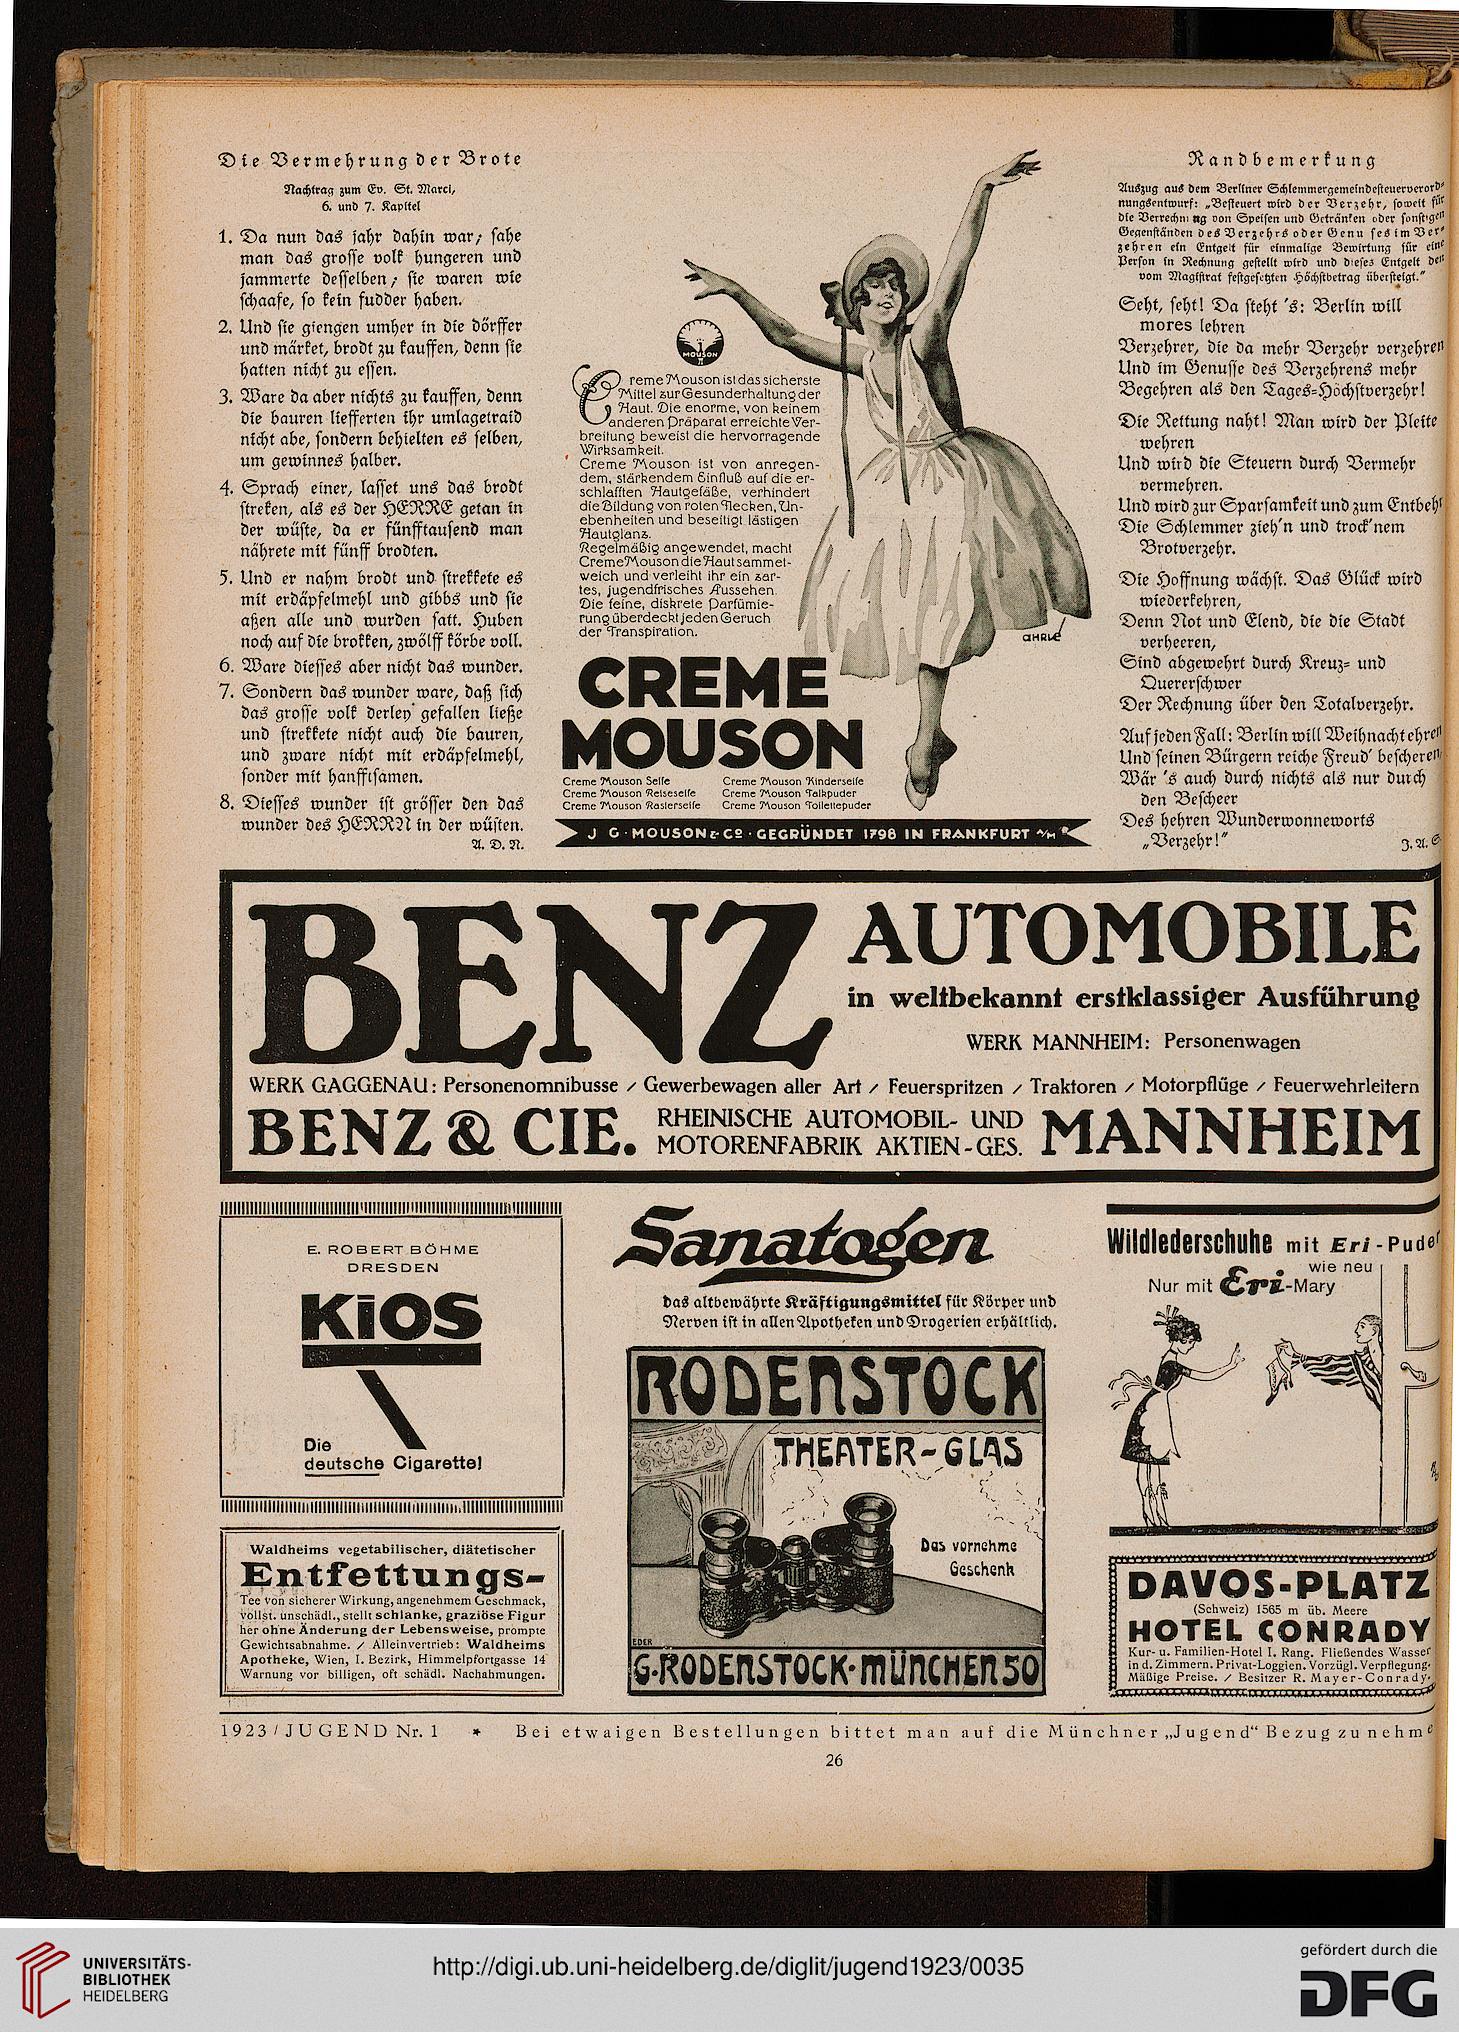 Die Vermehrung der Brote
Nachtrag zum Ev. St. Marci,
6. und 7. Kapitel
1. Da nun das jahr dahin war, sahe
man das grosse volk hungeren und
jammerte desselben, sie waren wie
schaafe, so kein fudder haben.
2. Und sie giengen umher in die dörffer
und märket, brodt zu kauffen, denn sie
hatten nicht zu essen.
3. Ware da aber nichts zu kauffen, denn
die bauren liefferten ihr umlagetraid
nicht abe, sondern behielten es selben,
um gewinnes halber.
4. Sprach einer, lasset uns das brodt
streken, als es der HERRE getan in
der wüste, da er fünfftausend man
nährete mit fünff brodten.
5. Und er nahm brodt und strekkete es
mit erdäpfelmehl und gibbs und sie
aßen alle und wurden satt. Huben
noch auf die brokken, zwölff körbe voll.
6. Ware diesses aber nicht das wunder.
7. Sondern das wunder ware, daß sich
das grosse volk derley gefallen ließe
und strekkete nicht auch die bauren,
und zware nicht mit erdäpfelmehl,
sonder mit hanffsamen.
8. Diesses wunder ist grösser den das
wunder des HERRN in der wüsten.
A. D. N.
MOUSON
Creme Mouson ist das sicherste
Mittel zur Gesunderhaltung der
Haut. Die enorme, von keinem
anderen Präparat erreichte Ver-
breitung beweist die hervorragende
Wirksamkeit.
Creme Mouson ist von anregen-
dem, stärkendem Einfluß auf die er-
schlafften Hautgefäße, verhindert
die Bildung von roten Flecken, Un-
ebenheiten und beseitigt lästigen
Hautglanz.
Regelmäßig angewendet, macht
Creme Mouson die Haut sammet-
weich und verleiht ihr ein zar-
tes, jugendfrisches Aussehen.
Die feine, diskrete Parfümie-
rung überdeckt jeden Geruch
der Transpiration.
AHRLE
CREME
MOUSON
Creme Mouson Seife Creme Mouson Kinderseife
Creme Mouson Reiseseife Creme Mouson Talkpuder
Creme Mouson Rasierseife Creme Mouson Toilettepuder
J. G. MOUSON & Co. GEGRÜNDET 1798 IN FRANKFURT A/M
Randbemerkung
Auszug aus dem Berliner Schlemmergemeindesteuerverord-
nungsentwurf: „Besteuert wird der Verzehr, soweit für
die Verrechnung von Speisen und Getränken oder sonstigen
Gegenständen des Verzehrs oder Genusses im Ver-
zehren ein Entgelt für einmalige Bewirtung für eine
Person in Rechnung gestellt wird und dieses Entgelt den
vom Magistrat festgesetzten Höchstbetrag übersteigt.“
Seht, seht! Da steht 's: Berlin will
mores lehren
Verzehrer, die da mehr Verzehr verzehren
Und im Genusse des Verzehrens mehr
Begehren als den Tages-Höchstverzehr!
Die Rettung naht! Man wird der Pleite
wehren
Und wird die Steuern durch Vermehr
vermehren.
Und wird zur Sparsamkeit und zum Entbehr
Die Schlemmer zieh'n und trock'nem
Brotverzehr.
Die Hoffnung wächst. Das Glück wird
wiederkehren,
Denn Not und Elend, die die Stadt
verheeren,
Sind abgewehrt durch Kreuz- und
Quererschwer
Der Rechnung über den Totalverzehr.
Auf jeden Fall: Berlin will Weihnacht ehren
Und seinen Bürgern reiche Freud' bescheren,
Wär 's auch durch nichts als nur durch
den Bescheer
Des hehren Wunderwonneworts
„Verzehr!“
J. A. S
BENZ
AUTOMOBILE
in weltbekannt erstklassiger Ausführung
WERK MANNHEIM: Personenwagen
WERK GAGGENAU: Personenomnibusse / Gewerbewagen aller Art / Feuerspritzen / Traktoren / Motorpflüge / Feuerwehrleitern
BENZ & CIE. RHEINISCHE AUTOMOBIL- UND
MOTORENFABRIK AKTIEN-GES. MANNHEIM
E. ROBERT BÖHME
DRESDEN
KIOS
Die
deutsche Cigarette!
Waldheims vegetabilischer, diätetischer
Entfettungs-
Tee von sicherer Wirkung, angenehmem Geschmack,
vollst. unschädl., stellt schlanke, graziöse Figur
her ohne Änderung der Lebensweise, prompte
Gewichtsabnahme. / Alleinvertrieb: Waldheims
Apotheke, Wien, I. Bezirk, Himmelpfortgasse 14
Warnung vor billigen, oft schädl. Nachahmungen.
Sanatogen
das altbewährte Kräftigungsmittel für Körper und
Nerven ist in allen Apotheken und Drogerien erhältlich.
RODENSTOCK
THEATER-GLAS
Das vornehme
Geschenk
EDER
G. RODENSTOCK · MÜNCHEN 50
Wildlederschuhe mit Eri-Puder
wie neu
Nur mit Eri-Mary
DAVOS-PLATZ
(Schweiz) 1565 m üb. Meere
HOTEL CONRADY
Kur- u. Familien-Hotel I. Rang. Fließendes Wasser
in d. Zimmern. Privat-Loggien. Vorzügl. Verpflegung.
Mäßige Preise. / Besitzer R. Mayer-Conrady.
1923 / JUGEND Nr. 1 * Bei etwaigen Bestellungen bittet man auf die Münchner „Jugend“ Bezug zu nehme
26
UNIVERSITÄTS-
BIBLIOTHEK
HEIDELBERG
http://digi.ub.uni-heidelberg.de/diglit/jugend1923/0035
gefördert durch die
DFG